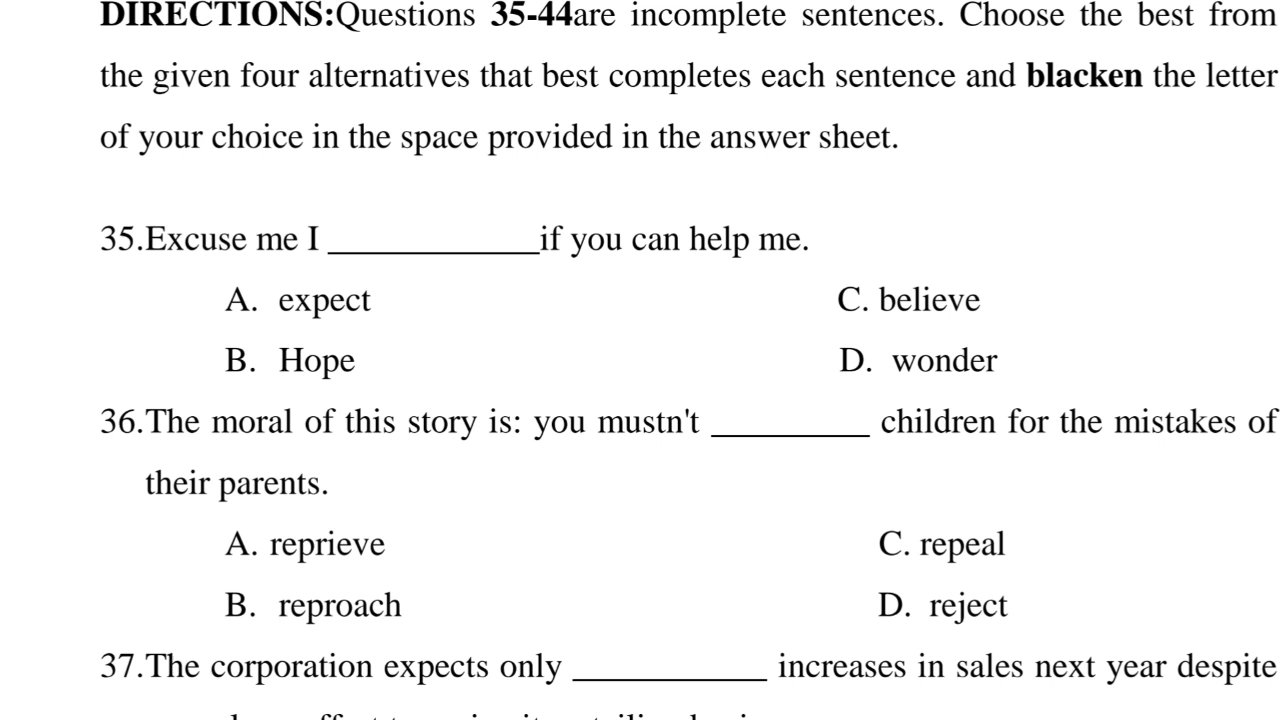 DIRECTIONS:Questions 35-44are incomplete sentences. Choose the best from
the given four alternatives that best completes each sentence and blacken the letter
of your choice in the space provided in the answer sheet.
35.Excuse me I ____________if you can help me.
A. expect C. believe
B. Hope D. wonder
36.The moral of this story is: you mustn't _________ children for the mistakes of
their parents.
A. reprieve C. repeal
B. reproach D. reject
37.The corporation expects only ___________ increases in sales next year despite